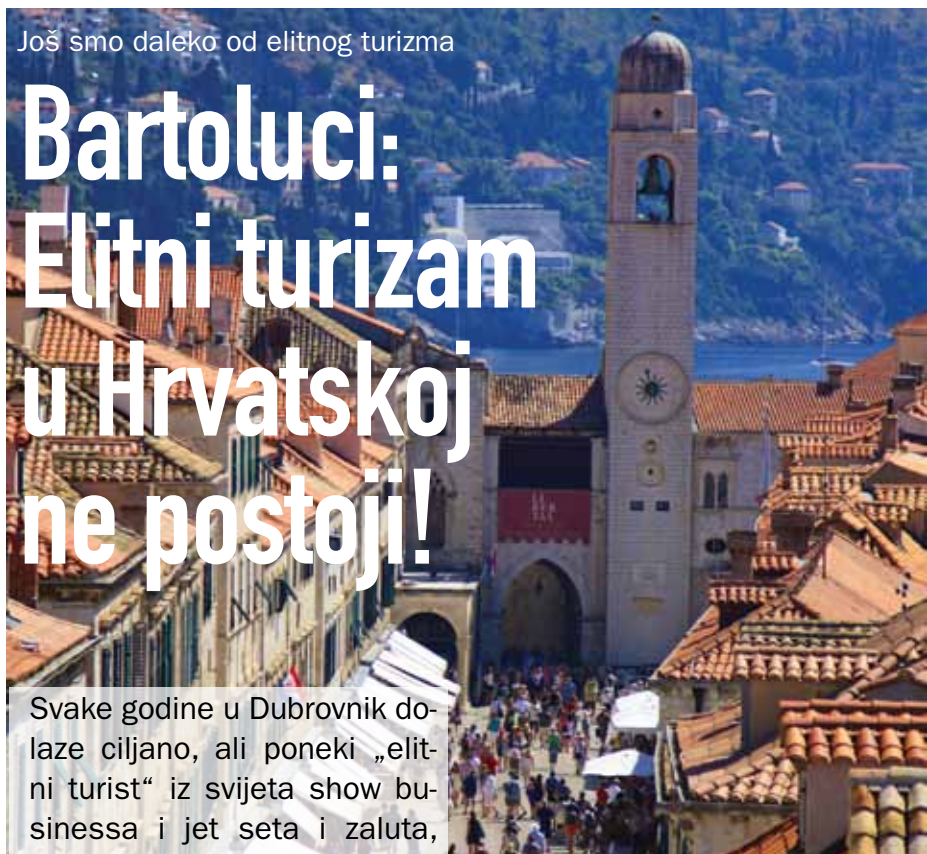 Još smo daleko od elitnog turizma
Bartoluci:
Elitni turizam
u Hrvatskoj
ne postoji!
Svake godine u Dubrovnik do-
laze ciljano, ali poneki „elit-
ni turist“ iz svijeta show bu-
sinessa i jet seta i zaluta,